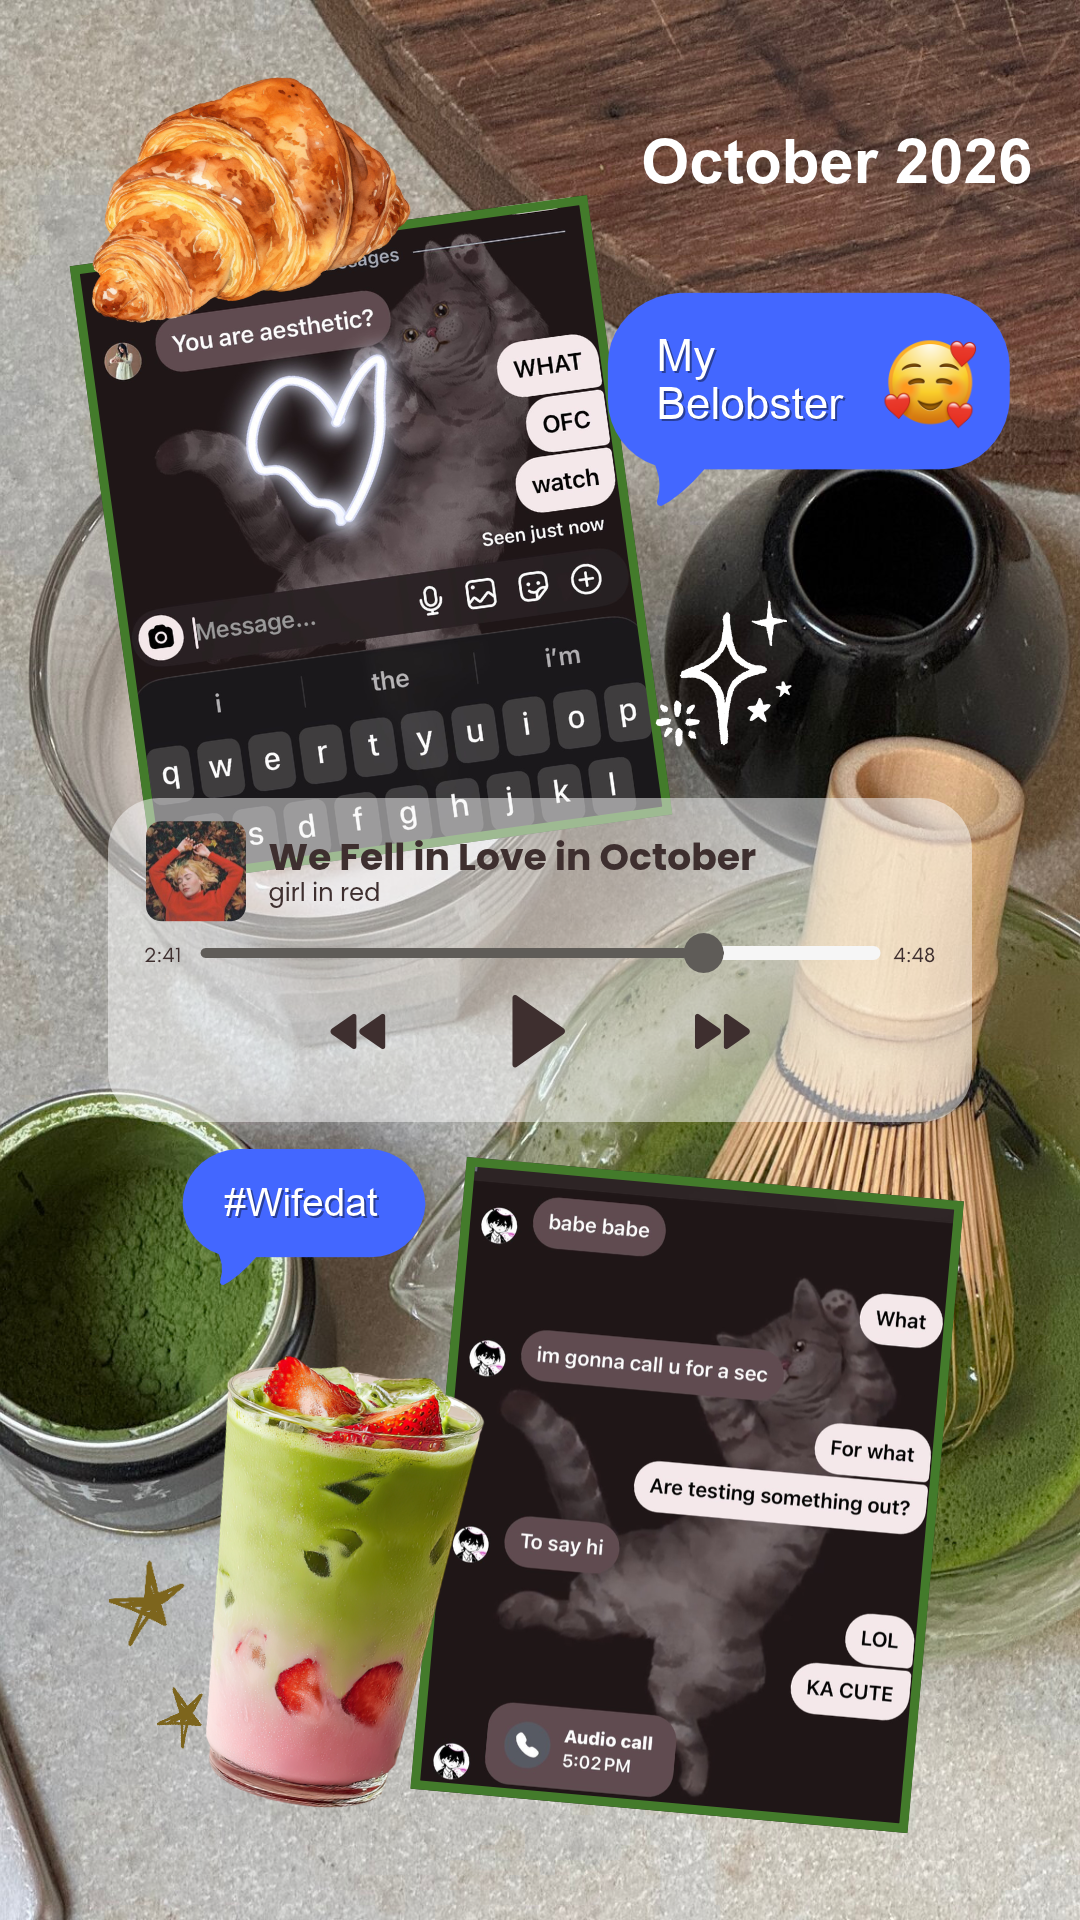 October 2026
You are aesthetic?
WHAT
OFC
watch
Seen just now
My
Belobster
Message...
i
the
i'm
q w e r t y u i o p
s d f g h j k l
We Fell in Love in October
girl in red
2:41
4:48
#Wifedat
babe babe
What
im gonna call u for a sec
For what
Are testing something out?
To say hi
LOL
KA CUTE
Audio call
5:02 PM